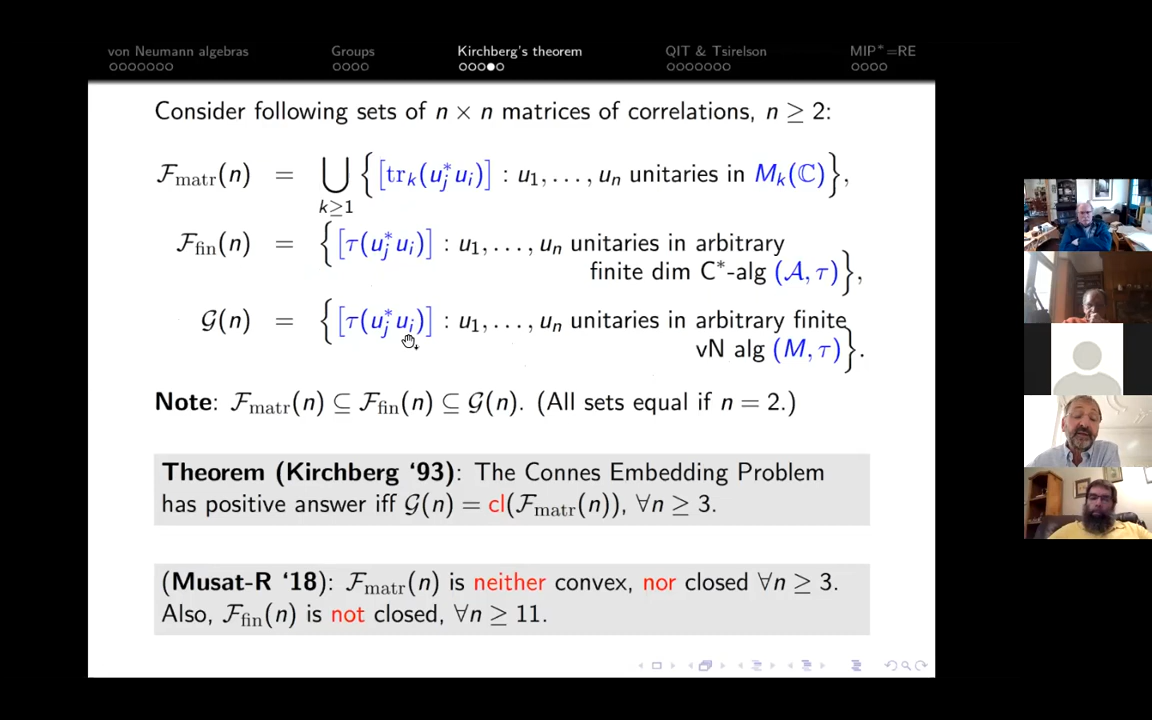 von Neumann algebras Groups Kirchberg's theorem QIT & Tsirelson MIP*=RE
Consider following sets of n × n matrices of correlations, n ≥ 2:
F_matr(n) = ⋃_{k≥1} {[tr_k(u_j^* u_i)] : u_1, . . . , u_n unitaries in M_k(ℂ)},
F_fin(n) = {[τ(u_j^* u_i)] : u_1, . . . , u_n unitaries in arbitrary
finite dim C*-alg (A, τ)},
G(n) = {[τ(u_j^* u_i)] : u_1, . . . , u_n unitaries in arbitrary finite
vN alg (M, τ)}.
Note: F_matr(n) ⊆ F_fin(n) ⊆ G(n). (All sets equal if n = 2.)
Theorem (Kirchberg '93): The Connes Embedding Problem
has positive answer iff G(n) = cl(F_matr(n)), ∀n ≥ 3.
(Musat-R '18): F_matr(n) is neither convex, nor closed ∀n ≥ 3.
Also, F_fin(n) is not closed, ∀n ≥ 11.